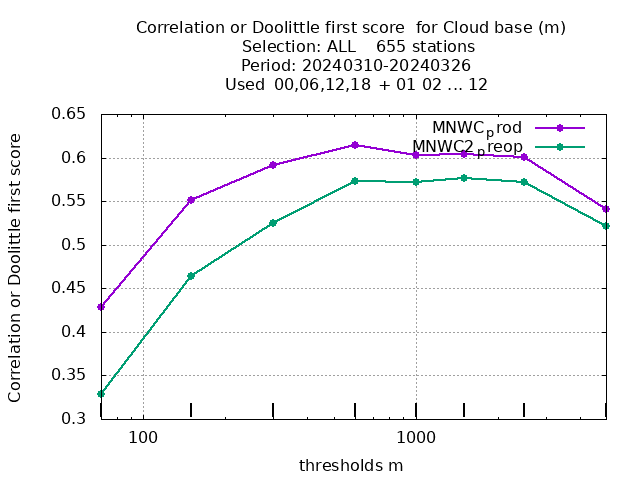 Correlation or Doolittle first score  for Cloud base (m)
Selection: ALL    655 stations
Period: 20240310-20240326
Used  00,06,12,18 + 01 02 ... 12
Correlation or Doolittle first score
0.65
0.6
0.55
0.5
0.45
0.4
0.35
0.3
MNWCprod
MNWC2preop
100
1000
thresholds m